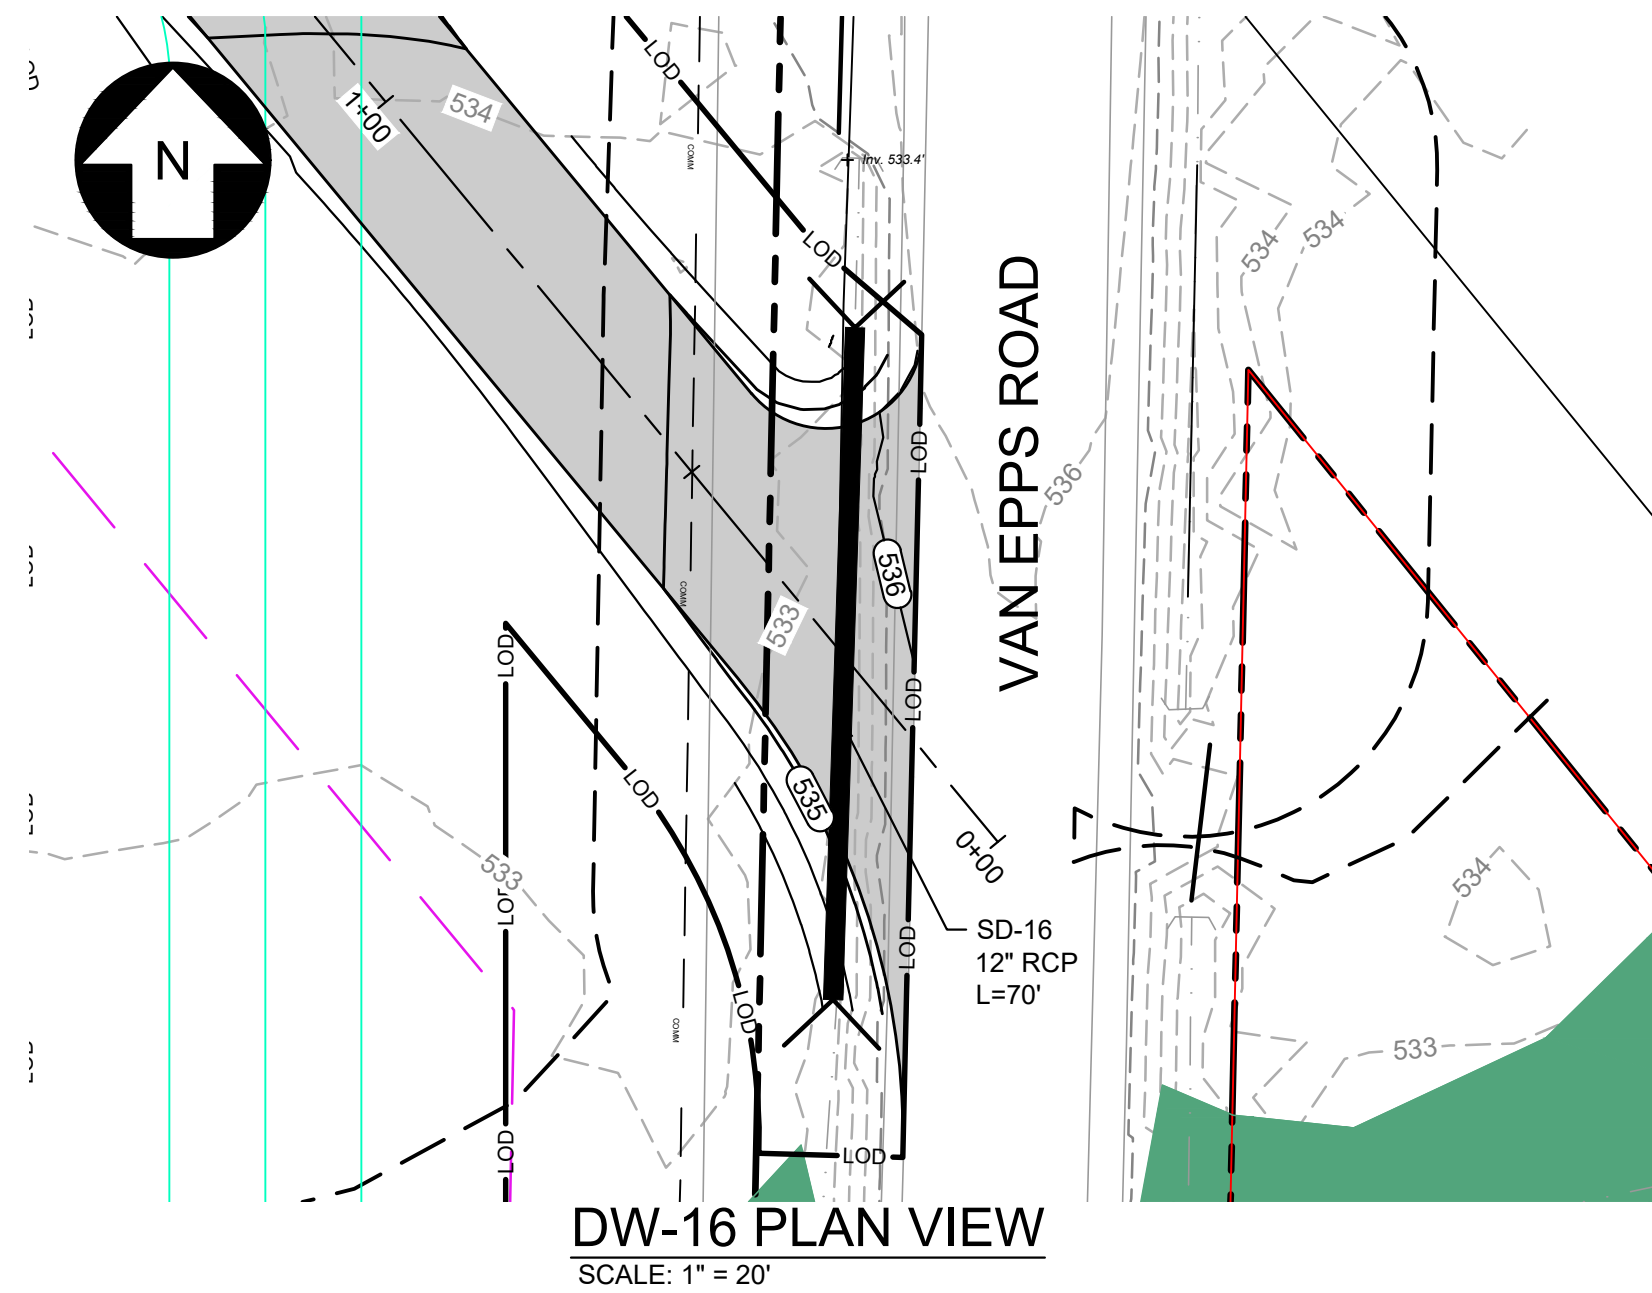 LOD
1+00
534
N
COMM
Inv. 533.4'
LOD
534
534
VAN EPPS ROAD
LOD
536
536
COMM
533
LOD
LOD
LOD
535
0+00
533
LOD
534
SD-16
12" RCP
L=70'
LOD
LOD
COMM
533
LOD
LOD
DW-16 PLAN VIEW
SCALE: 1" = 20'